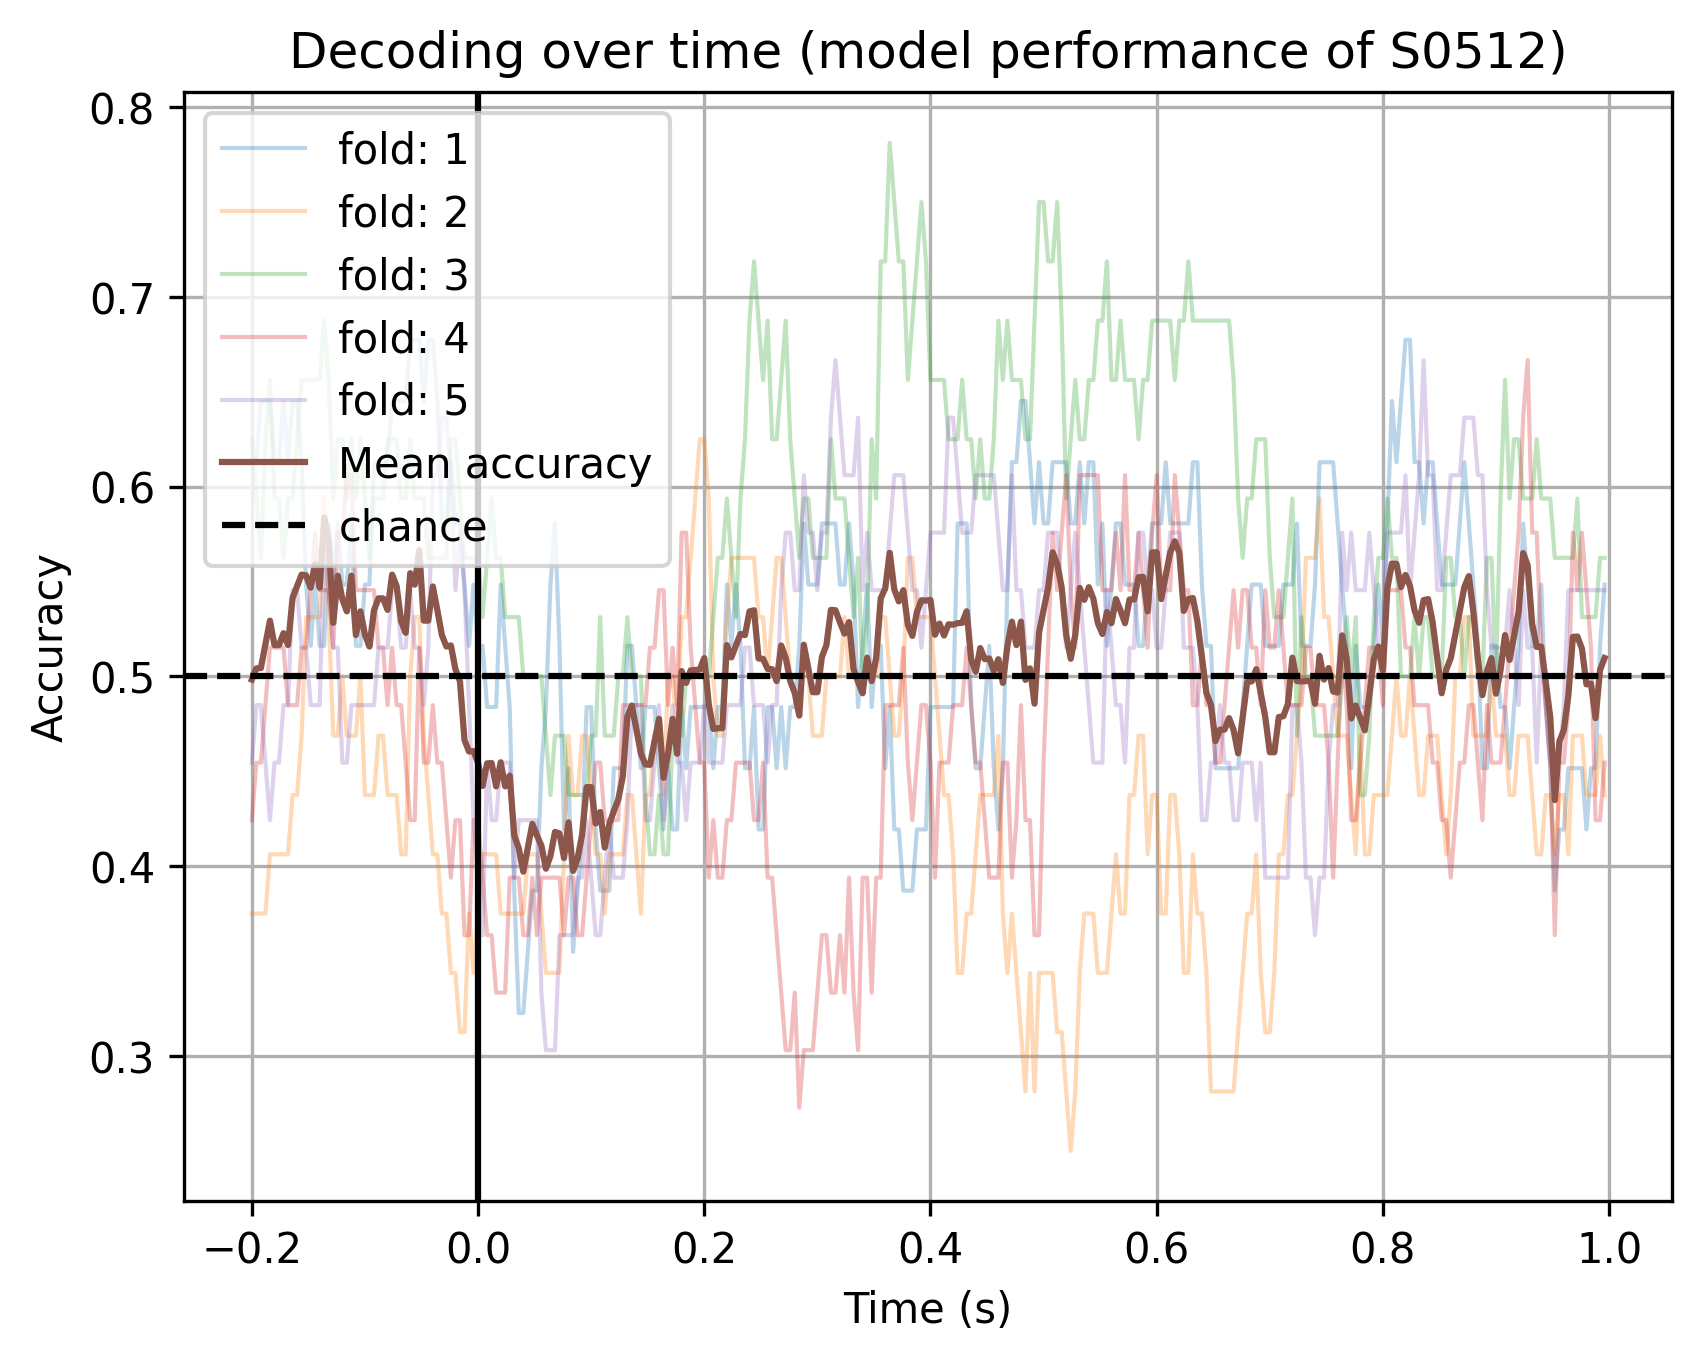 Decoding over time (model performance of S0512)
0.8
0.7
0.6
0.5
0.4
0.3
Accuracy
fold: 1
fold: 2
fold: 3
fold: 4
fold: 5
Mean accuracy
chance
−0.2 0.0 0.2 0.4 0.6 0.8 1.0
Time (s)